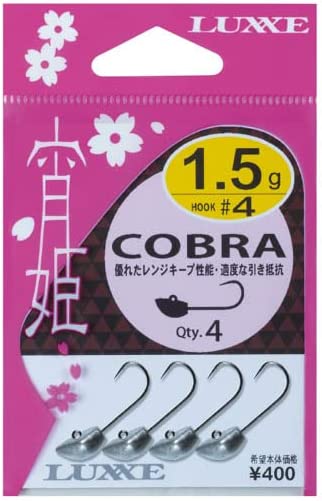 LUXXE
宵姫
1.5g
HOOK #4
COBRA
優れたレンジキープ性能・適度な引き抵抗
Qty. 4
LUXXE
希望本体価格
¥400